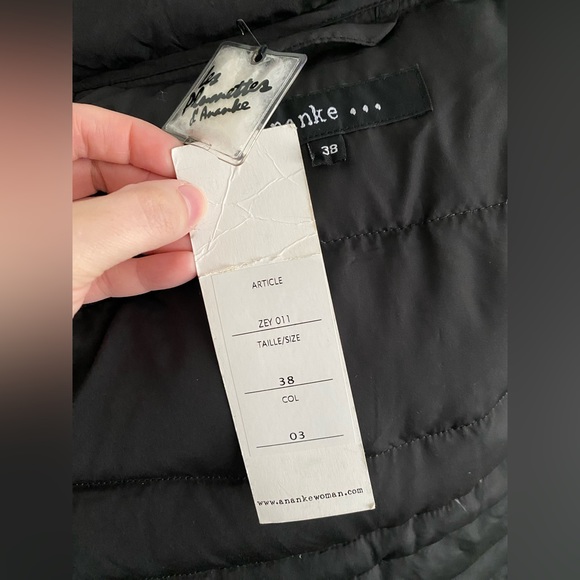 Les
plumettes
d'Ananke
nanke ...
38
ARTICLE
ZEY 011
TAILLE/SIZE
38
COL
03
www.anankewoman.com